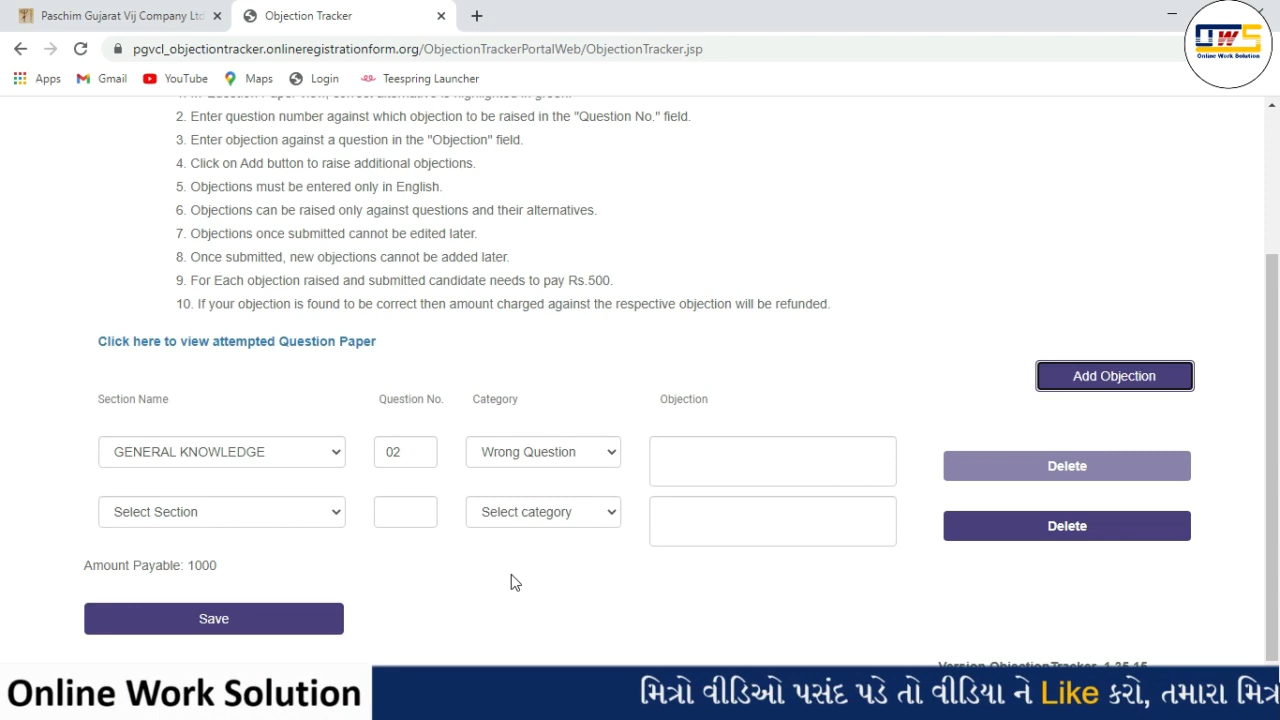 Paschim Gujarat Vij Company Ltd
Objection Tracker
pgvcl_objectiontracker.onlineregistrationform.org/ObjectionTrackerPortalWeb/ObjectionTracker.jsp
Apps Gmail YouTube Maps Login Teespring Launcher
OWS
Online Work Solution
2. Enter question number against which objection to be raised in the "Question No." field.
3. Enter objection against a question in the "Objection" field.
4. Click on Add button to raise additional objections.
5. Objections must be entered only in English.
6. Objections can be raised only against questions and their alternatives.
7. Objections once submitted cannot be edited later.
8. Once submitted, new objections cannot be added later.
9. For Each objection raised and submitted candidate needs to pay Rs.500.
10. If your objection is found to be correct then amount charged against the respective objection will be refunded.
Click here to view attempted Question Paper
Add Objection
Section Name Question No. Category Objection
GENERAL KNOWLEDGE 02 Wrong Question Delete
Select Section Select category Delete
Amount Payable: 1000
Save
Version ObjectionTracker_1.25.15
Online Work Solution
મિત્રો વીડિઓ પસંદ પડે તો વીડિયા ને Like કરો, તમારા મિત્ર